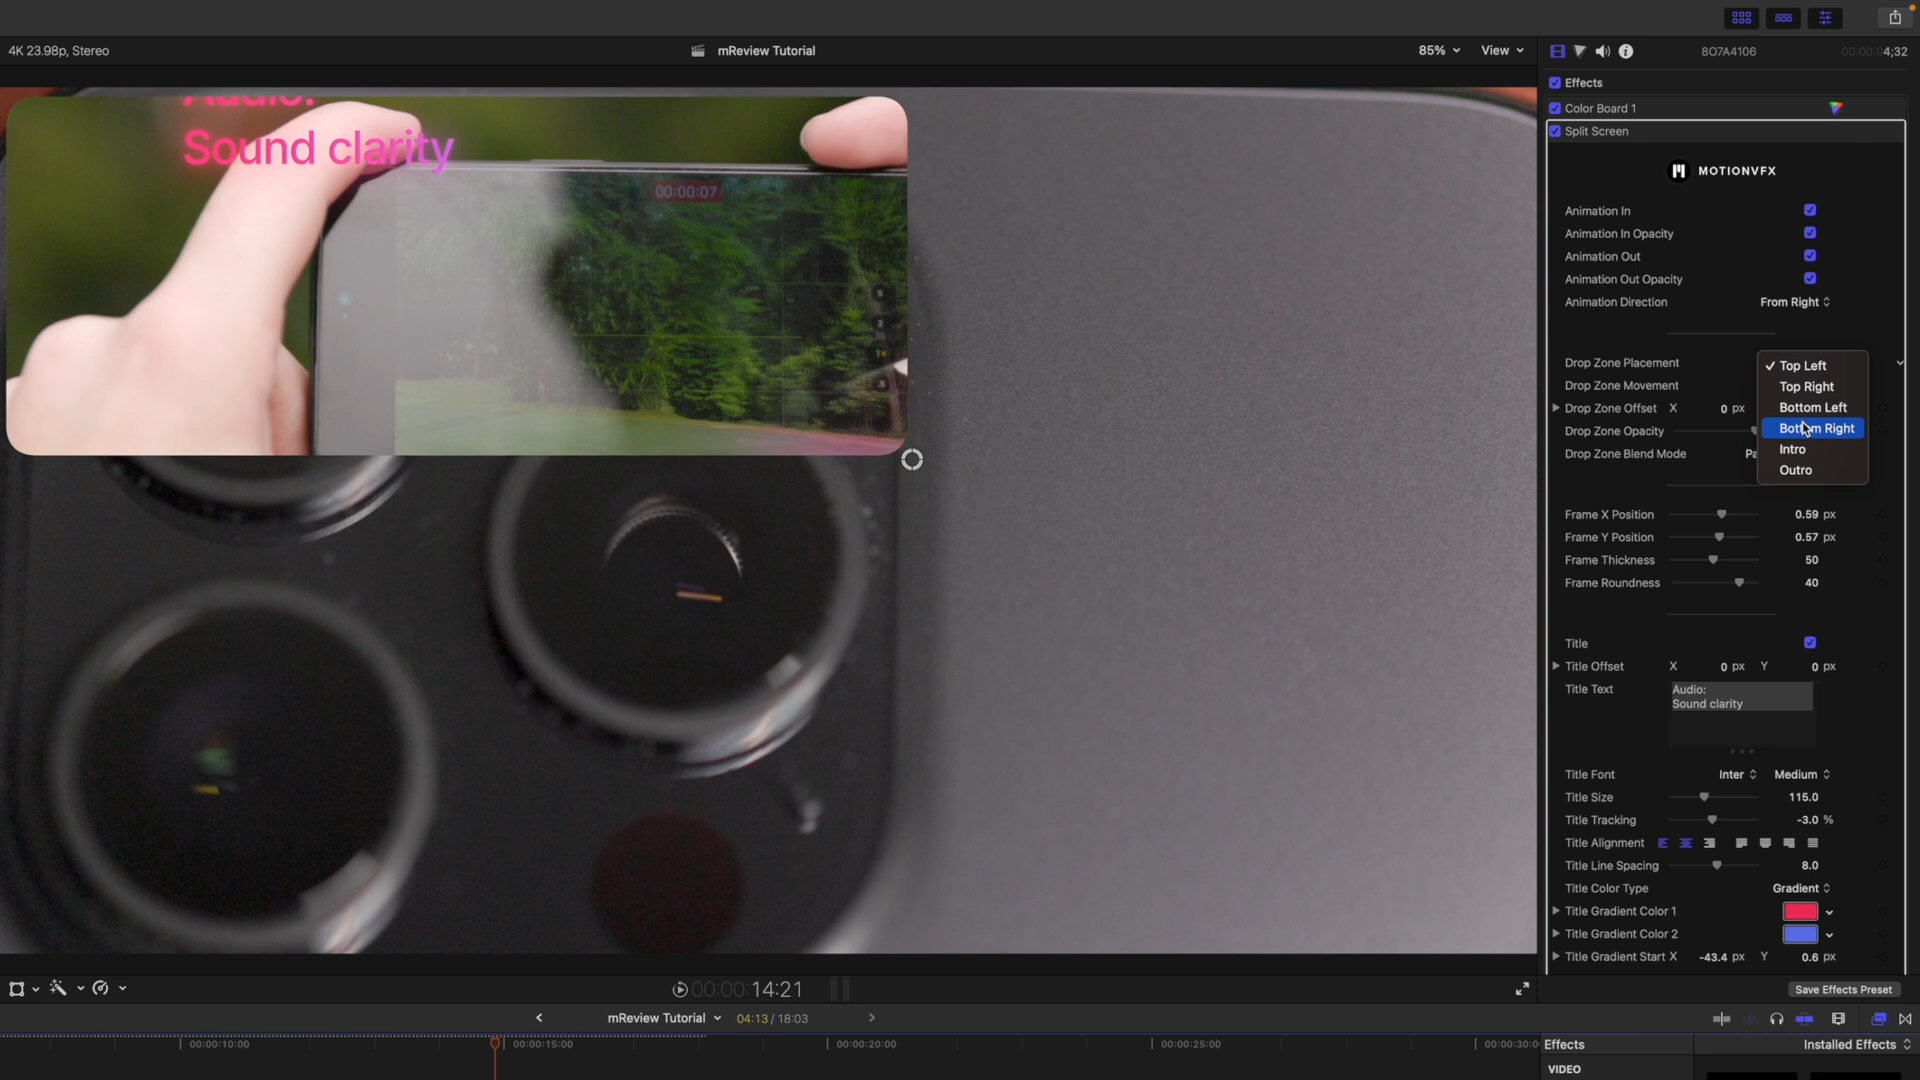 4K 23.98p, Stereo
mReview Tutorial
85%
View
8O7A4106
00:00:04;32
Effects
Color Board 1
Split Screen
MOTIONVFX
Animation In
Animation In Opacity
Animation Out
Animation Out Opacity
Animation Direction From Right
Drop Zone Placement
Drop Zone Movement
Drop Zone Offset X 0 px
Drop Zone Opacity
Drop Zone Blend Mode
Top Left
Top Right
Bottom Left
Bottom Right
Intro
Outro
Frame X Position 0.59 px
Frame Y Position 0.57 px
Frame Thickness 50
Frame Roundness 40
Title
Title Offset X 0 px Y 0 px
Title Text Audio:
Sound clarity
Title Font Inter Medium
Title Size 115.0
Title Tracking -3.0 %
Title Alignment
Title Line Spacing 8.0
Title Color Type Gradient
Title Gradient Color 1
Title Gradient Color 2
Title Gradient Start X -43.4 px Y 0.6 px
Save Effects Preset
Audio:
Sound clarity
00:00:07
00:00:14:21
mReview Tutorial 04:13 / 18:03
00:00:10:00
00:00:15:00
00:00:20:00
00:00:25:00
Effects
Installed Effects
VIDEO